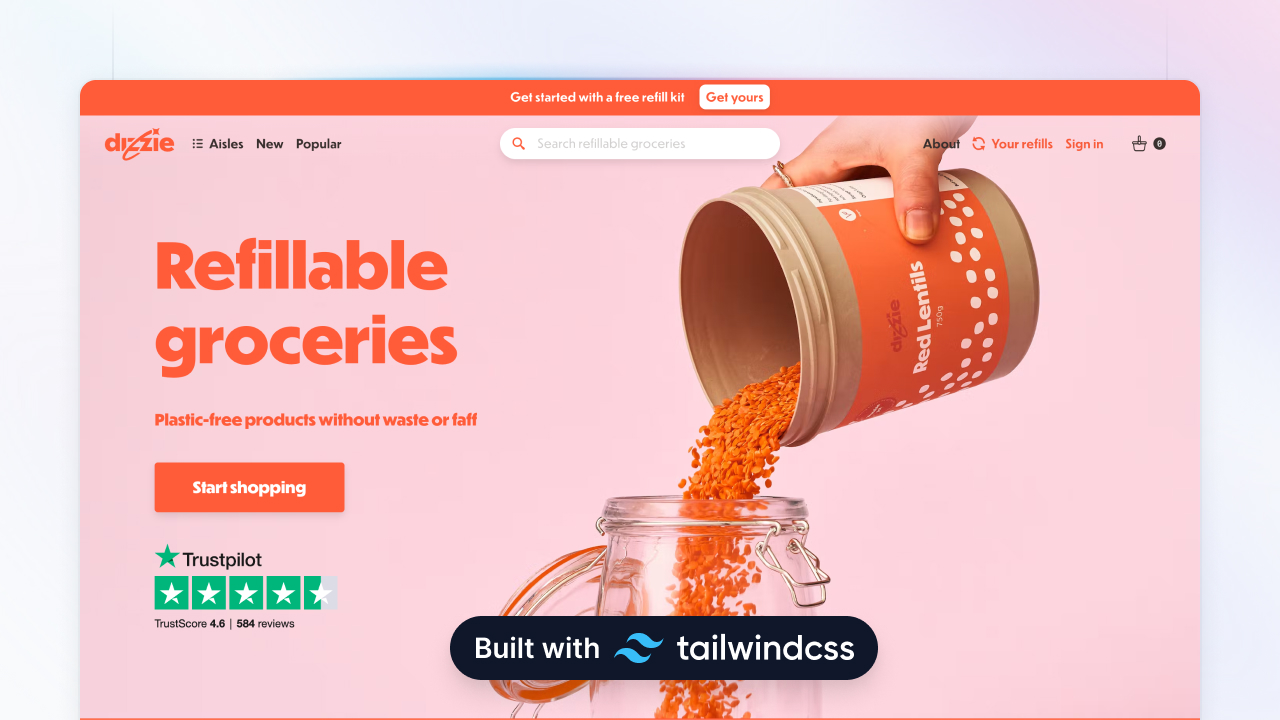 Get started with a free refill kit Get yours
dizzie Aisles New Popular Search refillable groceries About Your refills Sign in 0
Refillable
groceries
Plastic-free products without waste or faff
Start shopping
Trustpilot
TrustScore 4.6 | 584 reviews
dizzie
Red Lentils
750g
Built with tailwindcss